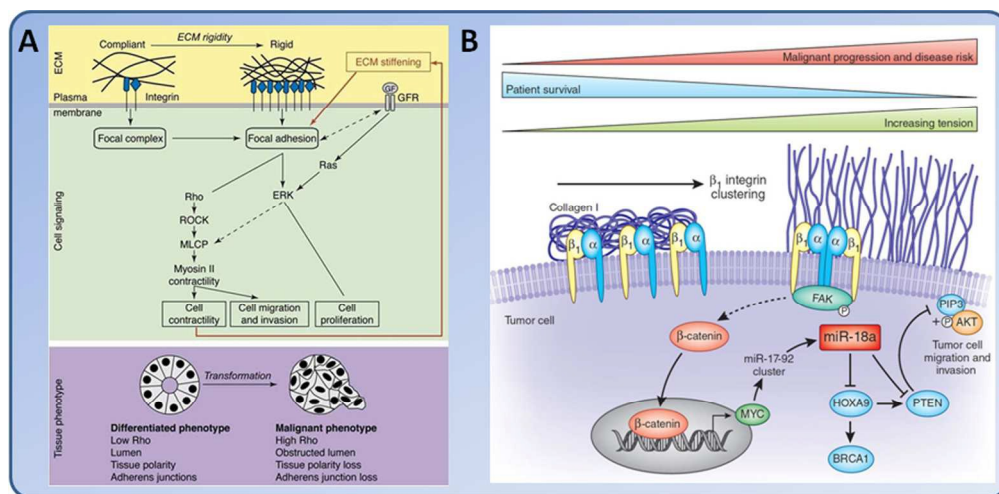 A
ECM
Compliant
ECM rigidity
Rigid
ECM stiffening
Plasma
membrane
Integrin
GF
GFR
Cell signaling
Focal complex
Focal adhesion
Ras
Rho
ERK
ROCK
MLCP
Myosin II
contractility
Cell
contractility
Cell migration
and invasion
Cell
proliferation
Tissue phenotype
Transformation
Differentiated phenotype
Low Rho
Lumen
Tissue polarity
Adherens junctions
Malignant phenotype
High Rho
Obstructed lumen
Tissue polarity loss
Adherens junction loss
B
Malignant progression and disease risk
Patient survival
Increasing tension
β1 integrin
clustering
Collagen I
β1 α β1 α β1 α
β1 α α β1
FAK
P
Tumor cell
β-catenin
miR-17-92
cluster
miR-18a
PIP3
+P AKT
Tumor cell
migration and
invasion
β-catenin
MYC
HOXA9
PTEN
BRCA1